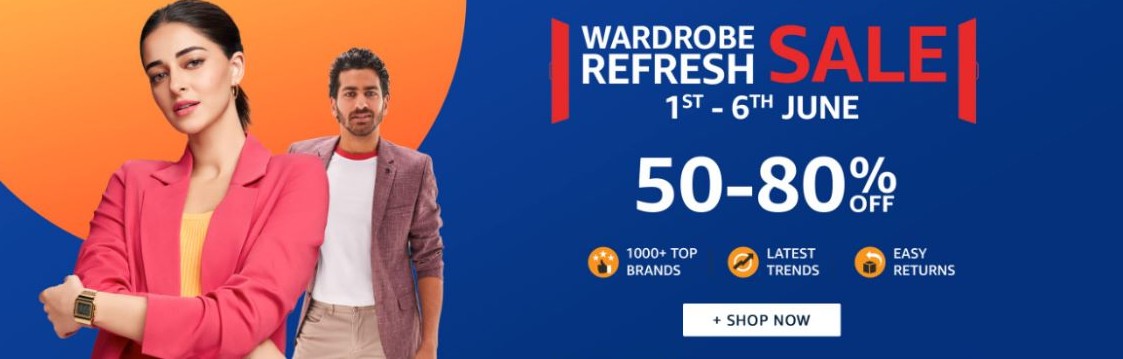 WARDROBE SALE
REFRESH
1ST - 6TH JUNE
50-80% OFF
1000+ TOP
BRANDS
LATEST
TRENDS
EASY
RETURNS
+ SHOP NOW